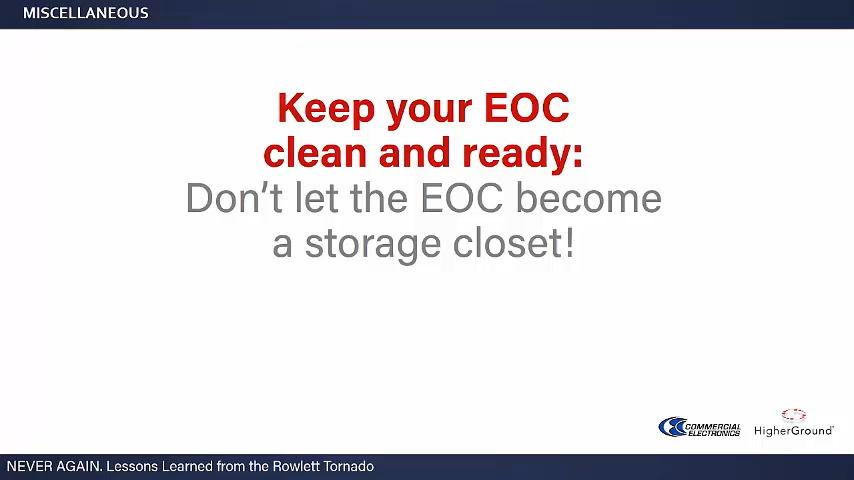 MISCELLANEOUS
Keep your EOC
clean and ready:
Don’t let the EOC become
a storage closet!
COMMERCIAL
ELECTRONICS
HigherGround®
NEVER AGAIN. Lessons Learned from the Rowlett Tornado